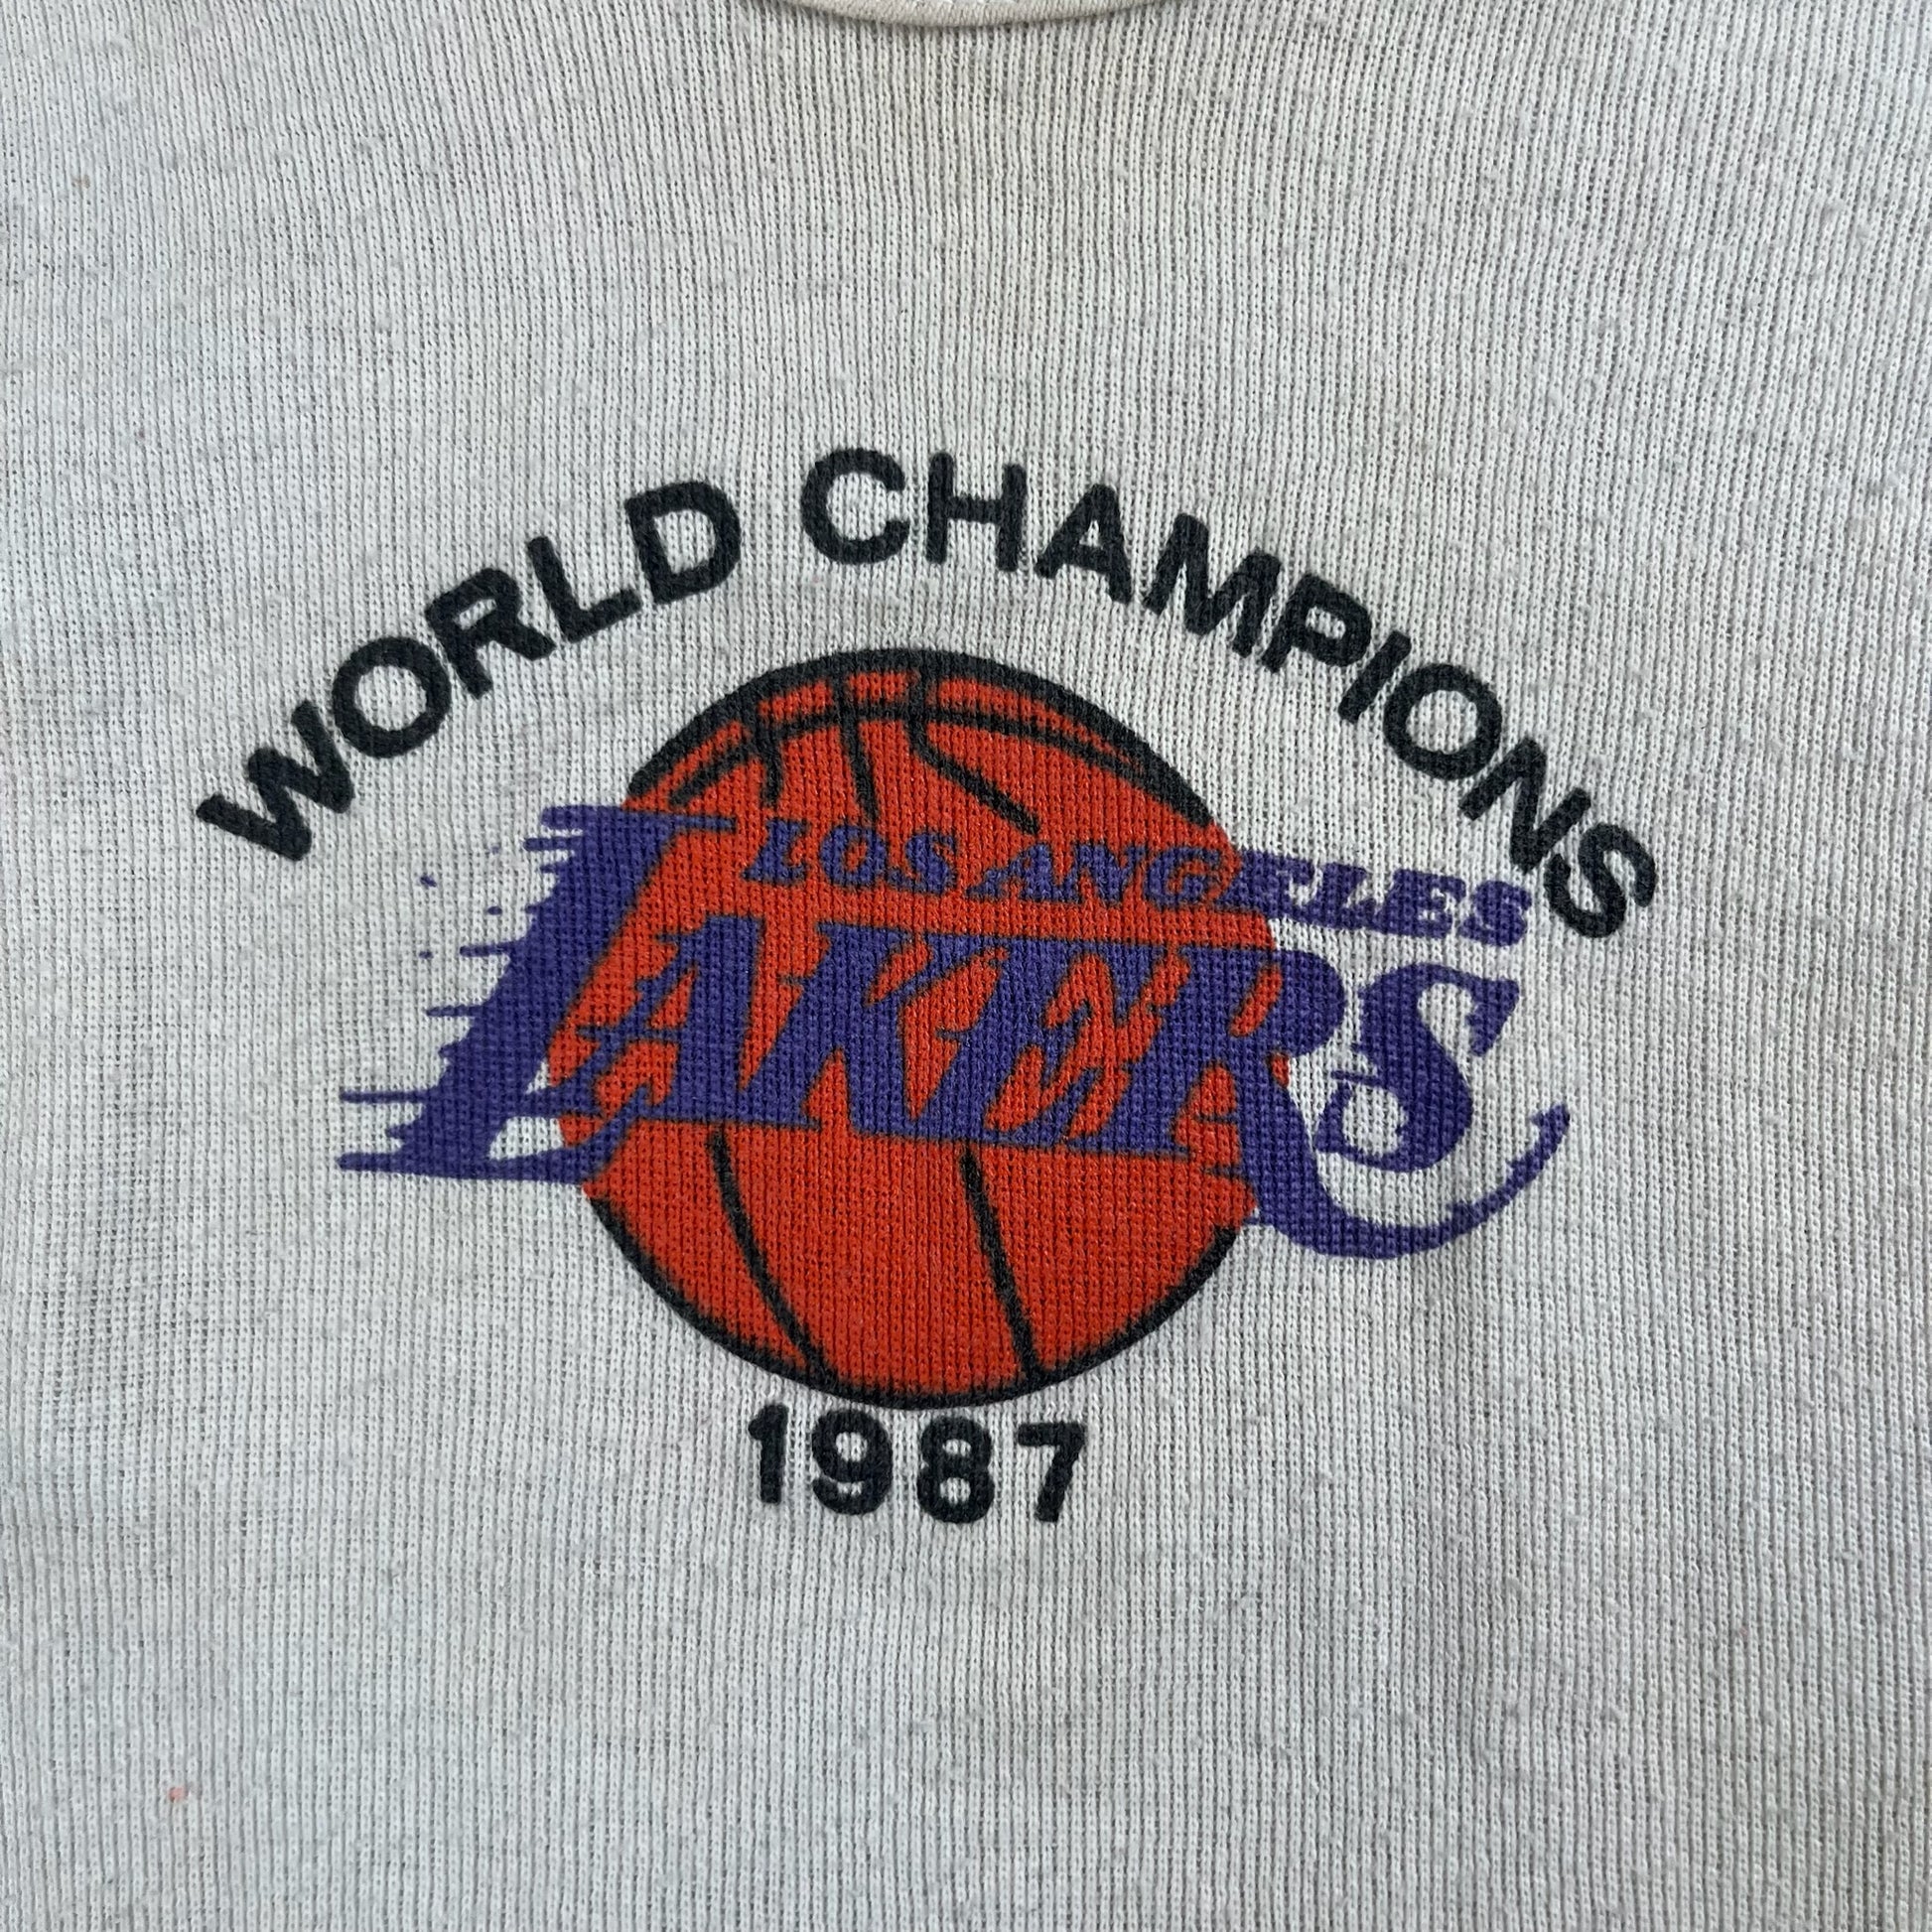 WORLD CHAMPIONS
LOS ANGELES
LAKERS
1987